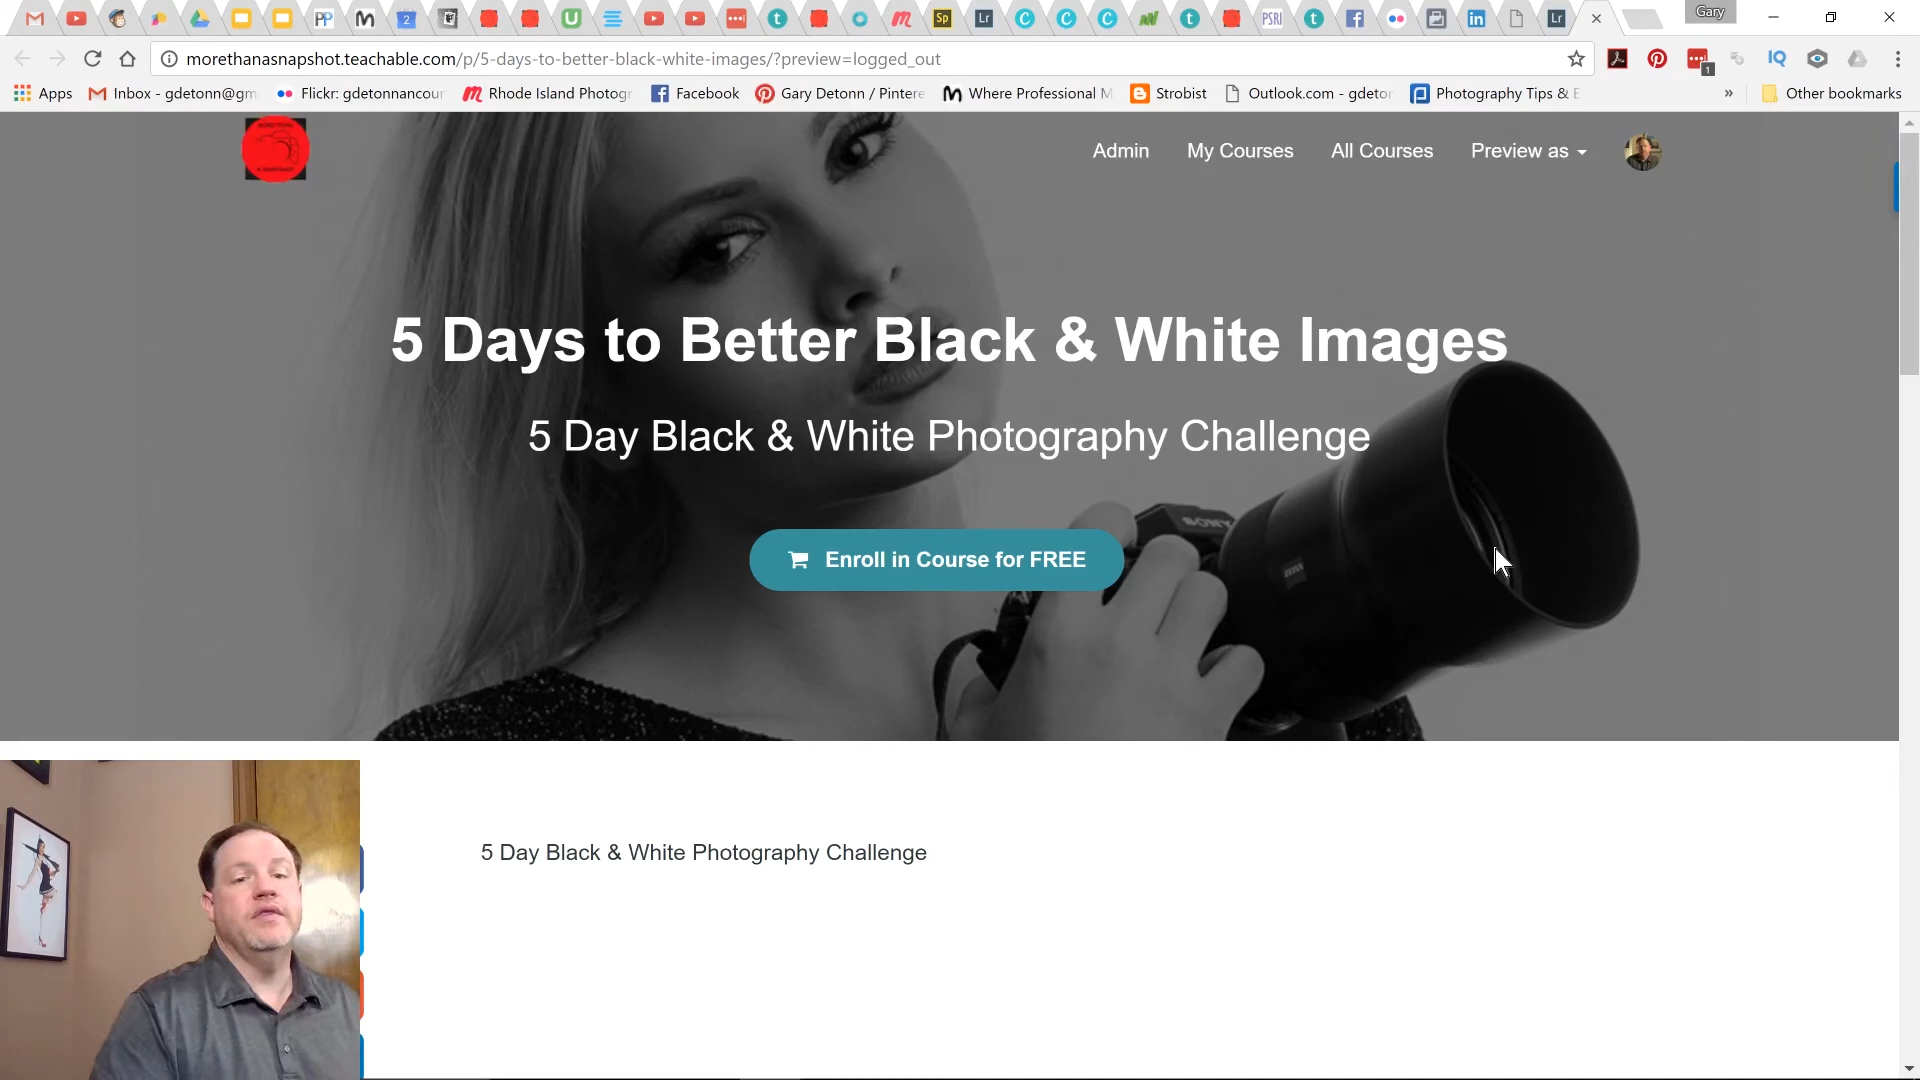 Gary
morethanasnapshot.teachable.com/p/5-days-to-better-black-white-images/?preview=logged_out
Apps
Inbox - gdetonn@gm
Flickr: gdetonnancour
Rhode Island Photogr
Facebook
Gary Detonn / Pintere
Where Professional M
Strobist
Outlook.com - gdeton
Photography Tips & E
»
Other bookmarks
Admin
My Courses
All Courses
Preview as
5 Days to Better Black & White Images
5 Day Black & White Photography Challenge
SONY
ZEISS
Enroll in Course for FREE
5 Day Black & White Photography Challenge